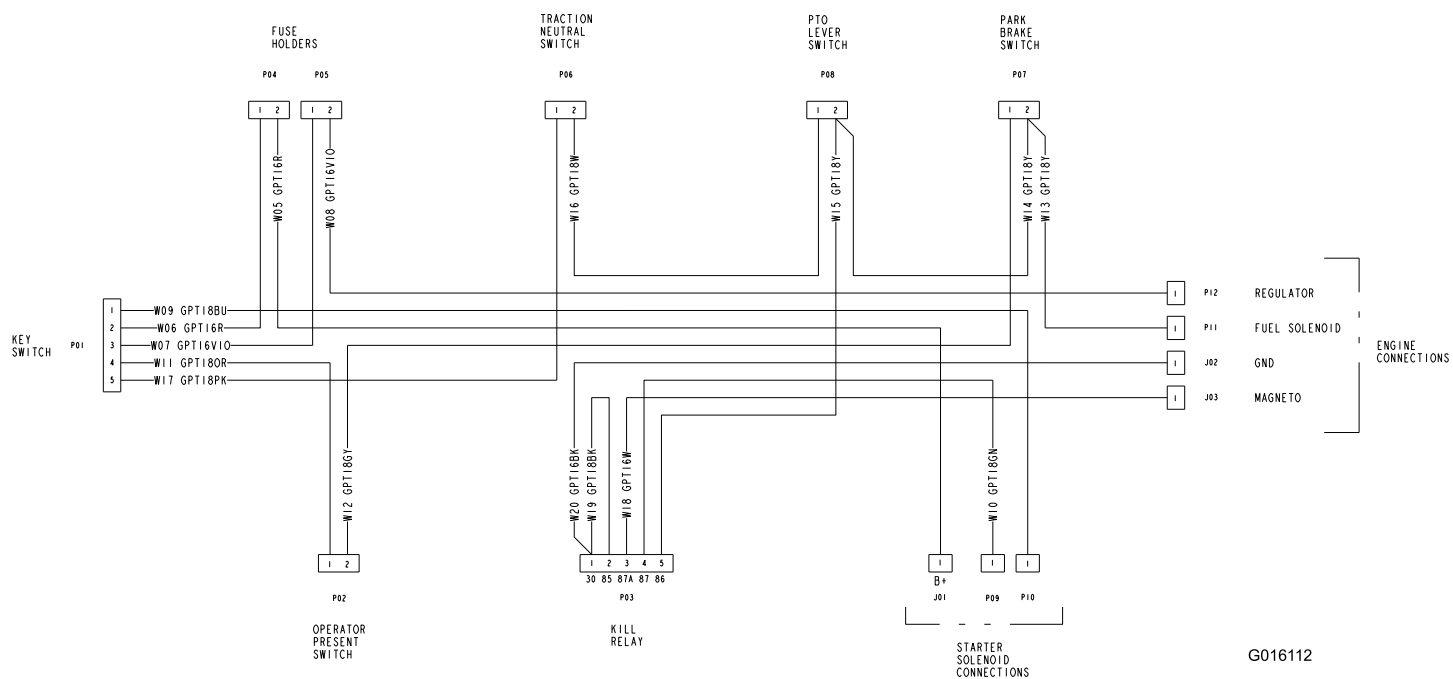 FUSE
HOLDERS
TRACTION
NEUTRAL
SWITCH
PTO
LEVER
SWITCH
PARK
BRAKE
SWITCH
P04
P05
P06
P08
P07
1 2
1 2
1 2
1 2
1 2
W05 GPT16R
W08 GPT16VIO
W16 GPT18W
W15 GPT18Y
W14 GPT18Y
W13 GPT18Y
KEY
SWITCH
P01
1
2
3
4
5
W09 GPT18BU
W06 GPT16R
W07 GPT16VIO
W11 GPT18OR
W17 GPT18PK
1 P12 REGULATOR
1 P11 FUEL SOLENOID
1 J02 GND
1 J03 MAGNETO
ENGINE
CONNECTIONS
W12 GPT18GY
W20 GPT16BK
W19 GPT18BK
W18 GPT16W
W10 GPT18GN
1 2
P02
OPERATOR
PRESENT
SWITCH
1 2 3 4 5
30 85 87A 87 86
P03
KILL
RELAY
1 1 1
B+
J01 P09 P10
STARTER
SOLENOID
CONNECTIONS
G016112